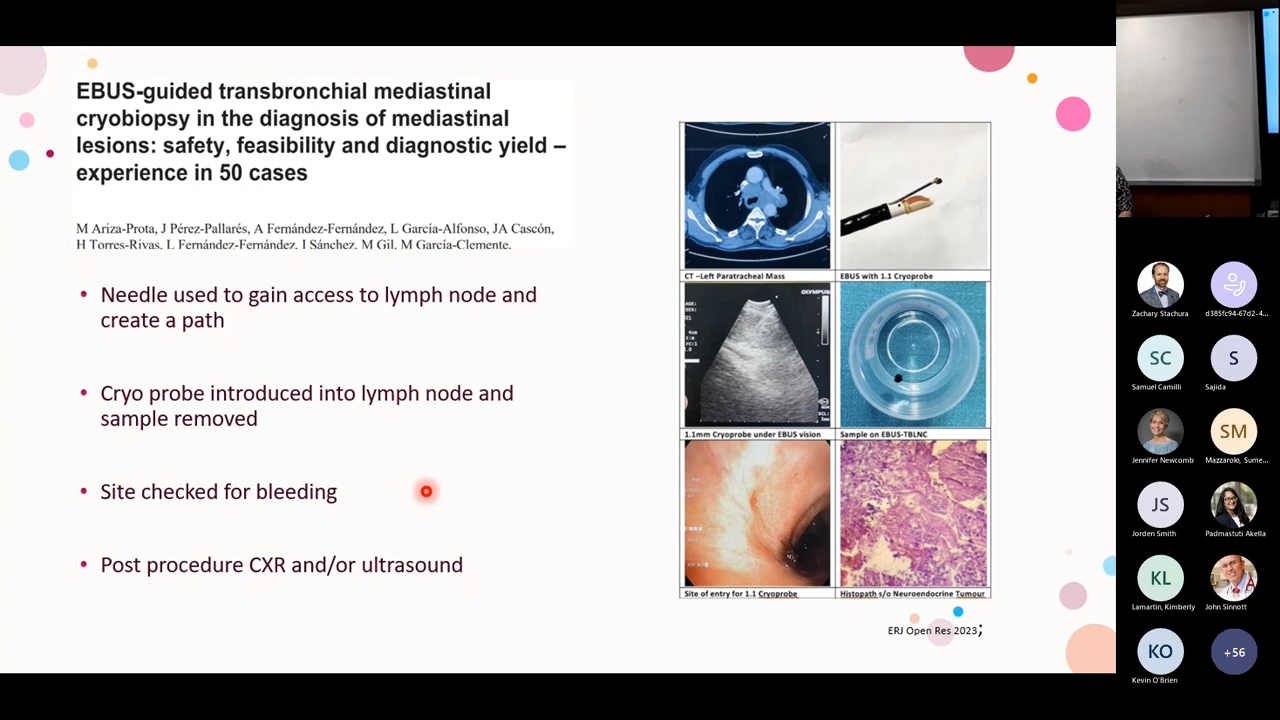 EBUS-guided transbronchial mediastinal
cryobiopsy in the diagnosis of mediastinal
lesions: safety, feasibility and diagnostic yield –
experience in 50 cases
M Ariza-Prota, J Pérez-Pallarés, A Fernández-Fernández, L García-Alfonso, JA Cascón,
H Torres-Rivas, L Fernández-Fernández, I Sánchez, M Gil, M García-Clemente.
• Needle used to gain access to lymph node and
create a path
• Cryo probe introduced into lymph node and
sample removed
• Site checked for bleeding
• Post procedure CXR and/or ultrasound
CT –Left Paratracheal Mass
EBUS with 1.1 Cryoprobe
OLYMPUS
1.1mm Cryoprobe under EBUS vision
Sample on EBUS-TBLNC
Site of entry for 1.1 Cryoprobe
Histopath s/o Neuroendocrine Tumour
ERJ Open Res 2023;
Zachary Stachura
d385fc94-67d2-4...
SC
Samuel Camilli
S
Sajida
Jennifer Newcomb
SM
Mazzarolo, Sume...
JS
Jorden Smith
Padmastuti Akella
KL
Lamartin, Kimberly
John Sinnott
KO
Kevin O'Brien
+56